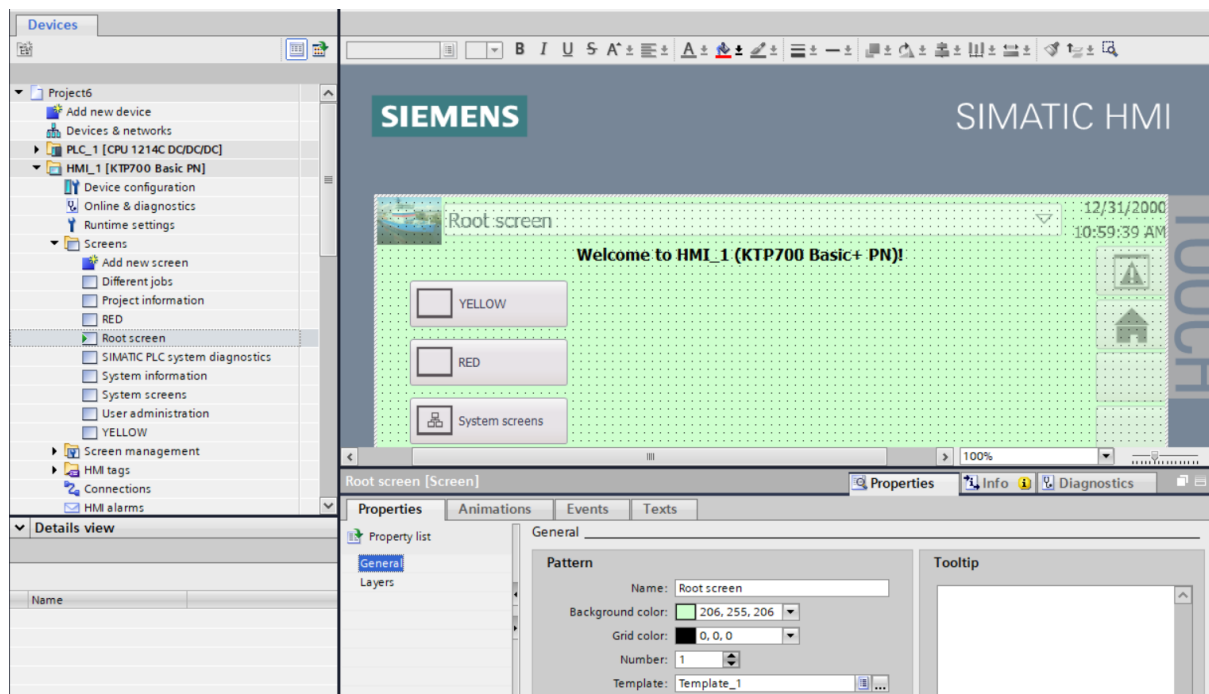 Devices
Project6
Add new device
Devices & networks
PLC_1 [CPU 1214C DC/DC/DC]
HMI_1 [KTP700 Basic PN]
Device configuration
Online & diagnostics
Runtime settings
Screens
Add new screen
Different jobs
Project information
RED
Root screen
SIMATIC PLC system diagnostics
System information
System screens
User administration
YELLOW
Screen management
HMI tags
Connections
HMI alarms
Details view
Name
B I U S A A
SIEMENS
SIMATIC HMI
Root screen
12/31/2000
10:59:39 AM
Welcome to HMI_1 (KTP700 Basic+ PN)!
YELLOW
RED
System screens
TOUCH
100%
Root screen [Screen]
Properties
Info
Diagnostics
Properties
Animations
Events
Texts
Property list
General
Layers
General
Pattern
Name: Root screen
Background color: 206, 255, 206
Grid color: 0, 0, 0
Number: 1
Template: Template_1
...
Tooltip